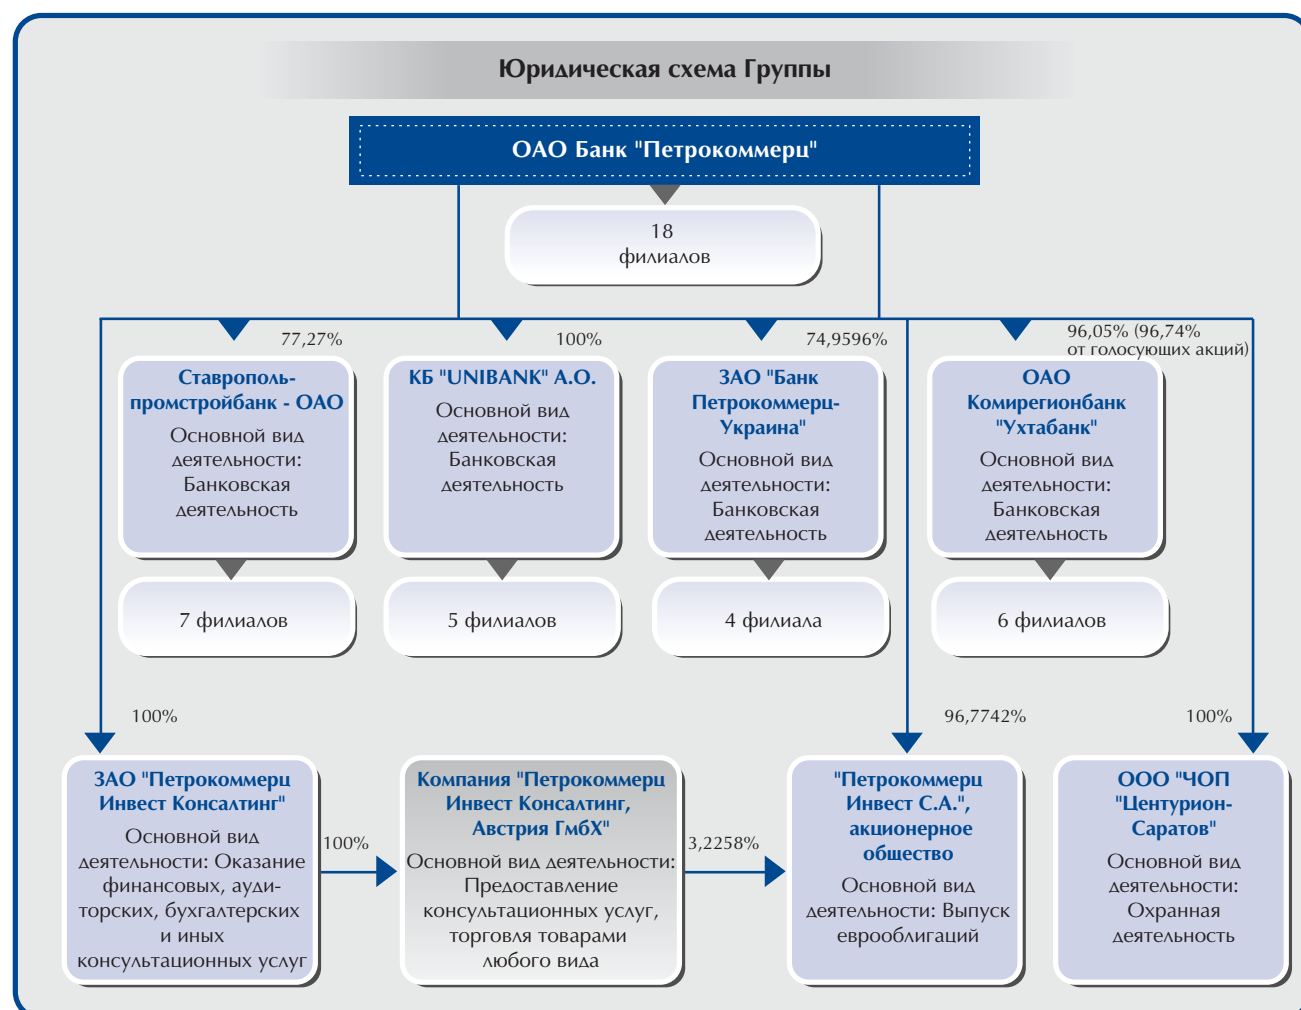 Юридическая схема Группы
ОАО Банк "Петрокоммерц"
18
филиалов
77,27%
100%
74,9596%
96,05% (96,74%
от голосующих акций)
Ставрополь-
промстройбанк - ОАО
Основной вид
деятельности:
Банковская
деятельность
КБ "UNIBANK" А.О.
Основной вид
деятельности:
Банковская
деятельность
ЗАО "Банк
Петрокоммерц-
Украина"
Основной вид
деятельности:
Банковская
деятельность
ОАО
Комирегионбанк
"Ухтабанк"
Основной вид
деятельности:
Банковская
деятельность
7 филиалов
5 филиалов
4 филиала
6 филиалов
100%
96,7742%
100%
ЗАО "Петрокоммерц
Инвест Консалтинг"
Основной вид
деятельности: Оказание
финансовых, ауди-
торских, бухгалтерских
и иных
консультационных услуг
100%
Компания "Петрокоммерц
Инвест Консалтинг,
Австрия ГмбХ"
Основной вид деятельности:
Предоставление
консультационных услуг,
торговля товарами
любого вида
3,2258%
"Петрокоммерц
Инвест С.А.",
акционерное
общество
Основной вид
деятельности: Выпуск
еврооблигаций
ООО "ЧОП
"Центурион-
Саратов"
Основной вид
деятельности:
Охранная
деятельность